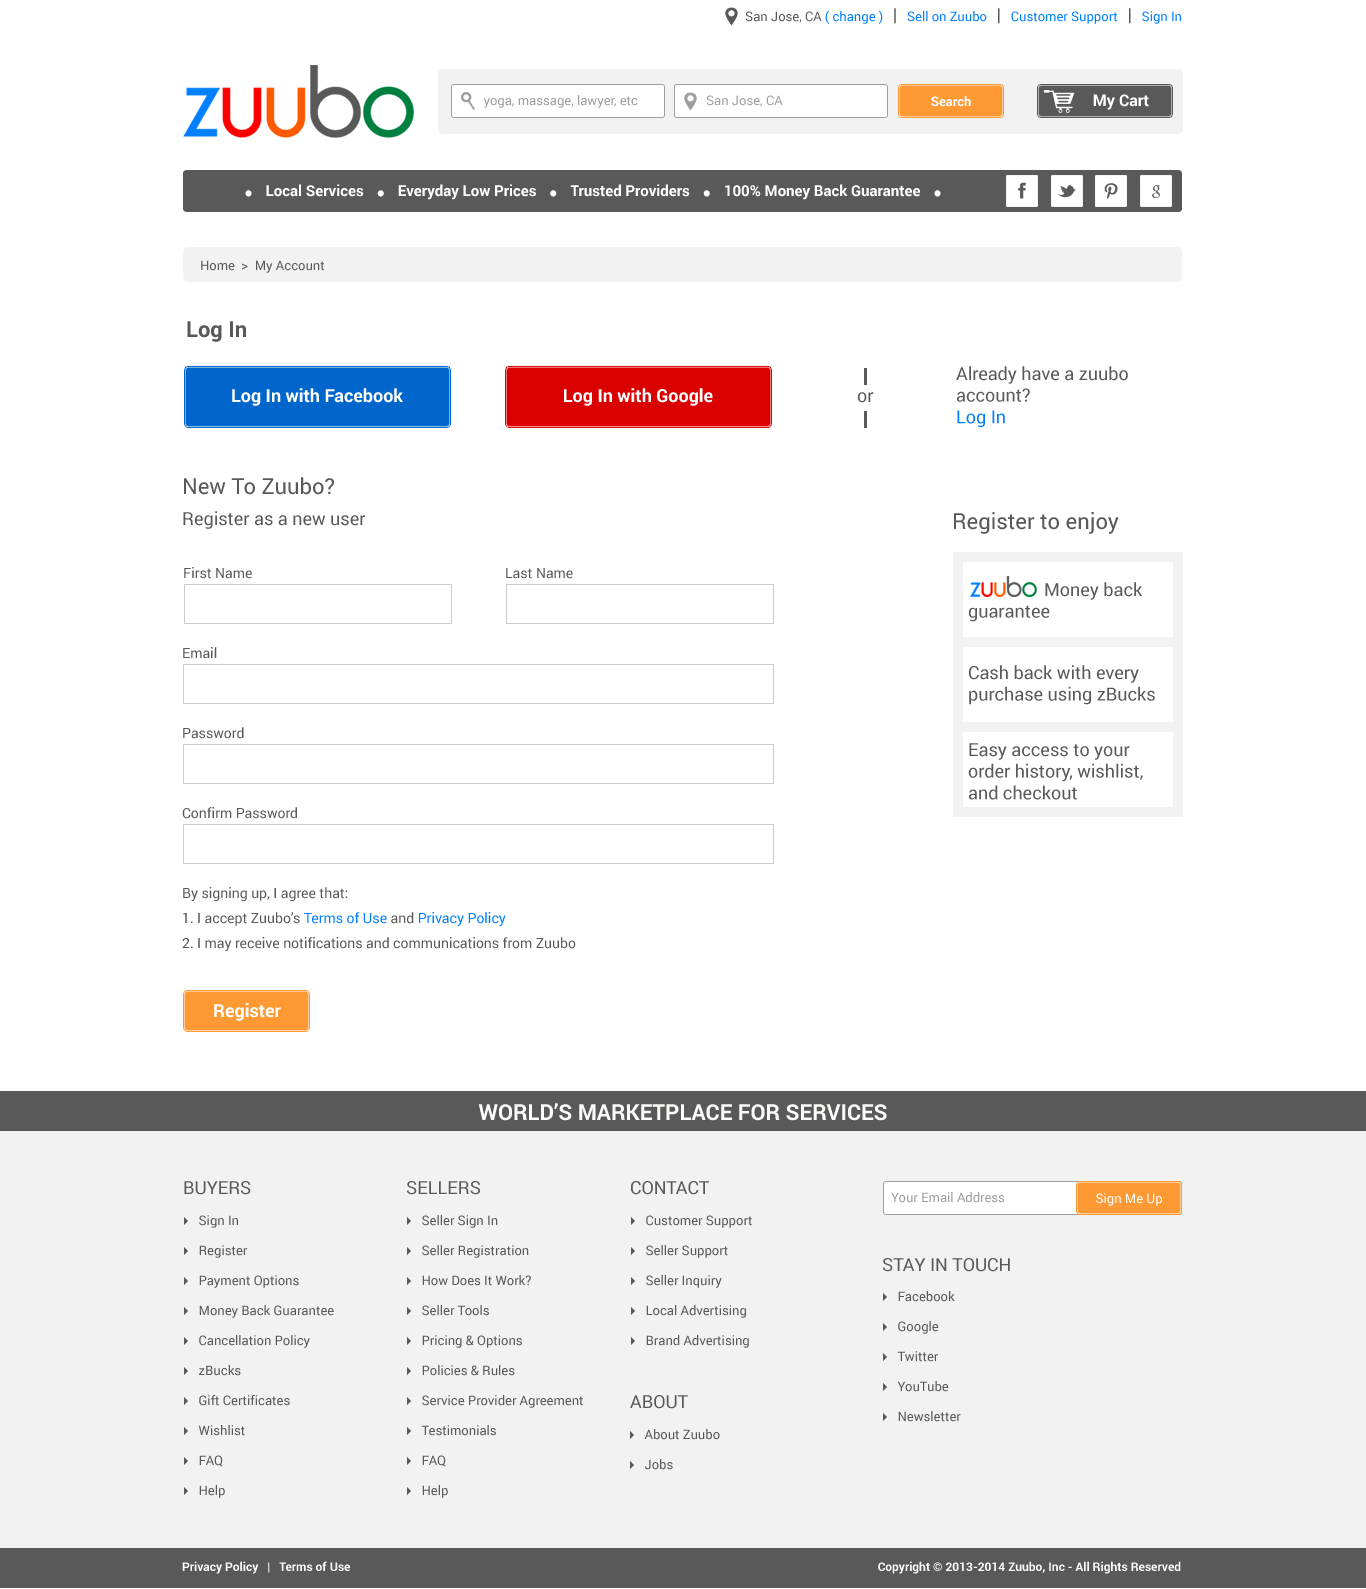 San Jose, CA ( change ) | Sell on Zuubo | Customer Support | Sign In
zuubo
yoga, massage, lawyer, etc
San Jose, CA
Search
My Cart
• Local Services • Everyday Low Prices • Trusted Providers • 100% Money Back Guarantee •
Home > My Account
Log In
Log In with Facebook
Log In with Google
| or |
Already have a zuubo
account?
Log In
New To Zuubo?
Register as a new user
First Name
Last Name
Email
Password
Confirm Password
By signing up, I agree that:
1. I accept Zuubo’s Terms of Use and Privacy Policy
2. I may receive notifications and communications from Zuubo
Register
Register to enjoy
zuubo Money back
guarantee
Cash back with every
purchase using zBucks
Easy access to your
order history, wishlist,
and checkout
WORLD’S MARKETPLACE FOR SERVICES
BUYERS
Sign In
Register
Payment Options
Money Back Guarantee
Cancellation Policy
zBucks
Gift Certificates
Wishlist
FAQ
Help
SELLERS
Seller Sign In
Seller Registration
How Does It Work?
Seller Tools
Pricing & Options
Policies & Rules
Service Provider Agreement
Testimonials
FAQ
Help
CONTACT
Customer Support
Seller Support
Seller Inquiry
Local Advertising
Brand Advertising
ABOUT
About Zuubo
Jobs
Your Email Address
Sign Me Up
STAY IN TOUCH
Facebook
Google
Twitter
YouTube
Newsletter
Privacy Policy | Terms of Use
Copyright © 2013-2014 Zuubo, Inc - All Rights Reserved